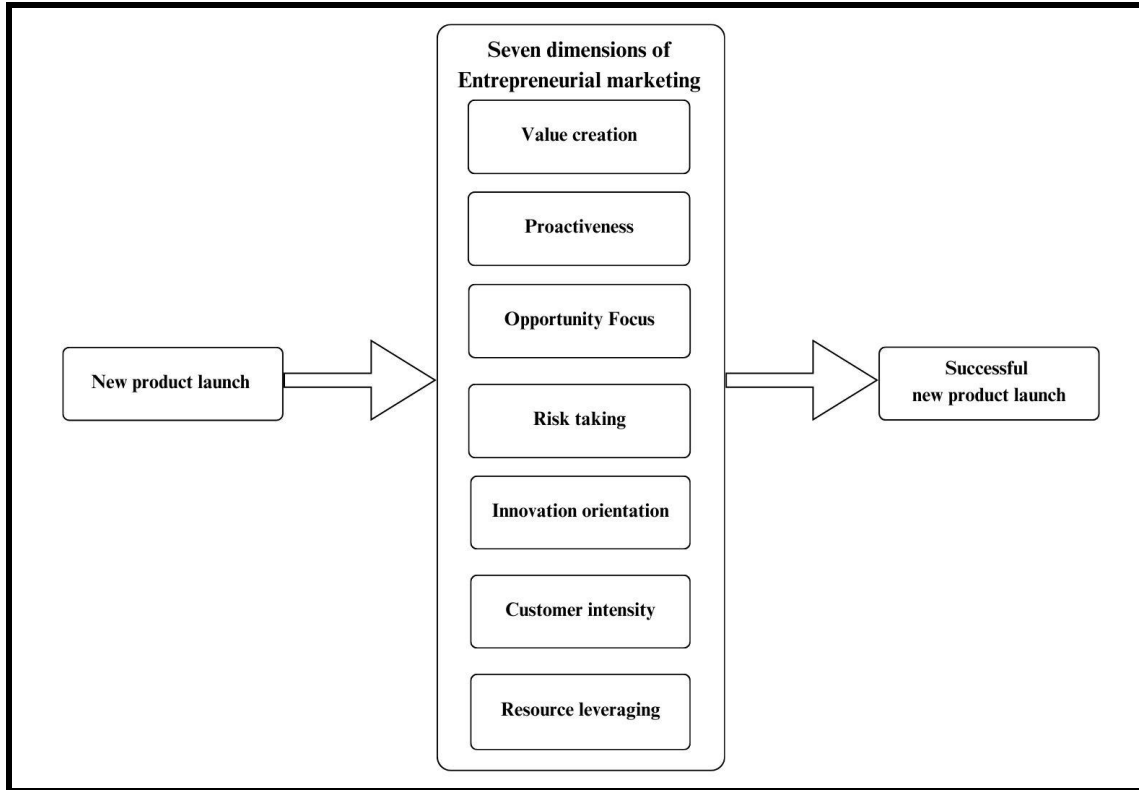 Seven dimensions of
Entrepreneurial marketing
Value creation
Proactiveness
Opportunity Focus
Risk taking
Innovation orientation
Customer intensity
Resource leveraging
New product launch
Successful
new product launch